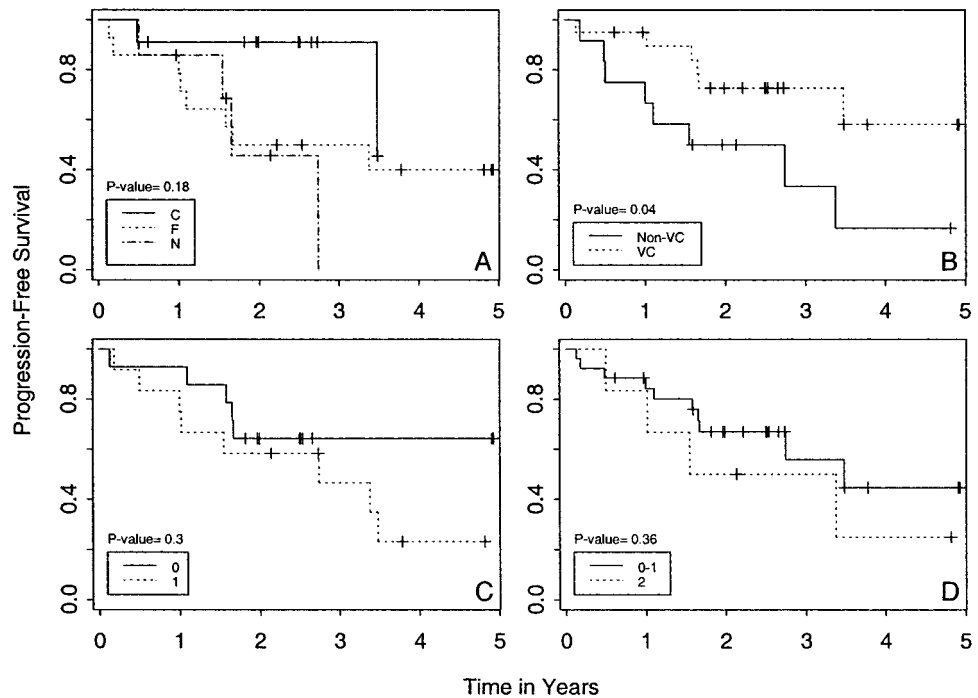 Progression-Free Survival
0.8
0.4
0.0
P-value= 0.18
C
F
N
A
0 1 2 3 4 5
0.8
0.4
0.0
P-value= 0.04
Non-VC
VC
B
0 1 2 3 4 5
0.8
0.4
0.0
P-value= 0.3
0
1
C
0 1 2 3 4 5
0.8
0.4
0.0
P-value= 0.36
0-1
2
D
0 1 2 3 4 5
Time in Years